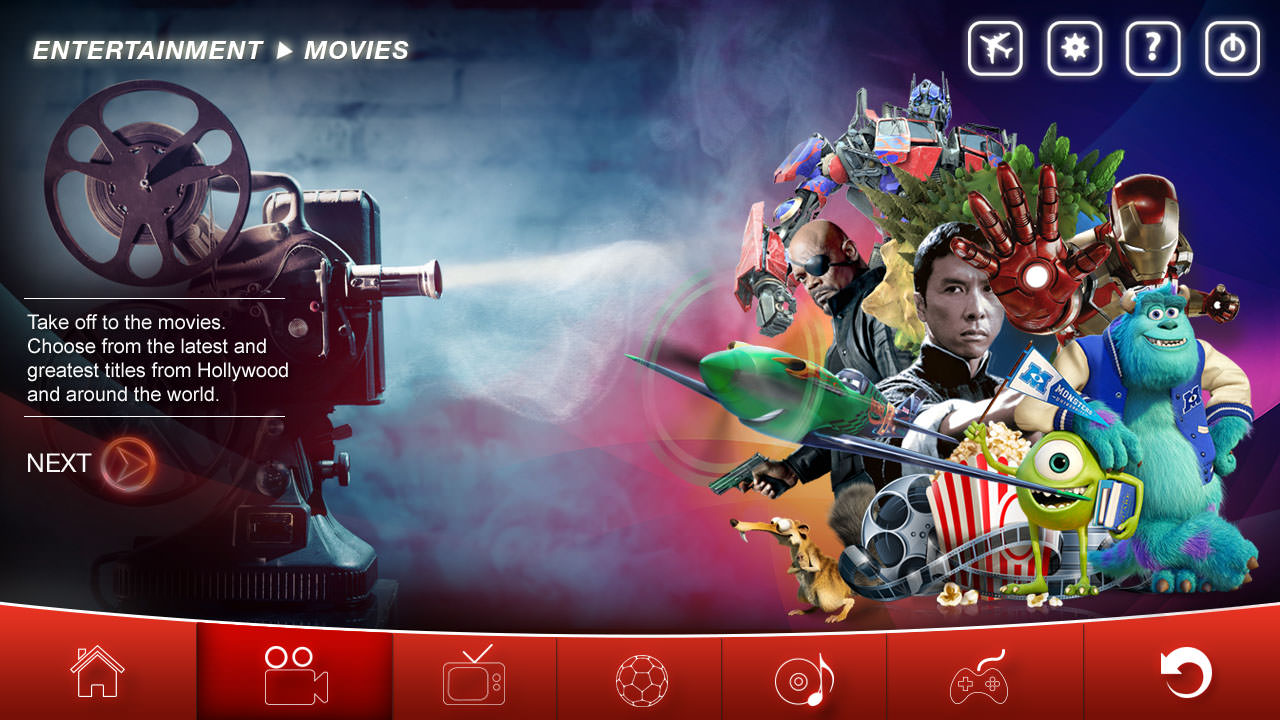 ENTERTAINMENT ▶ MOVIES
?
Take off to the movies.
Choose from the latest and
greatest titles from Hollywood
and around the world.
NEXT
M
M MONSTERS
UNIVERSITY